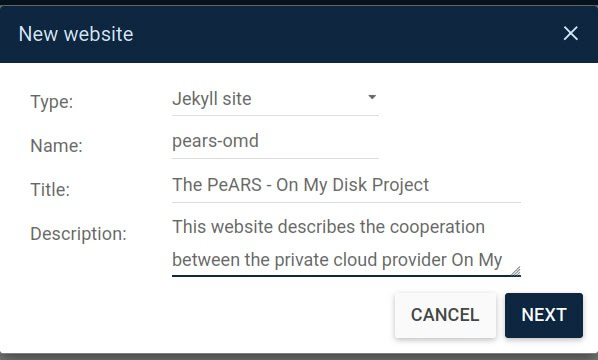 New website
Type: Jekyll site
Name: pears-omd
Title: The PeARS - On My Disk Project
Description: This website describes the cooperation
between the private cloud provider On My
CANCEL NEXT